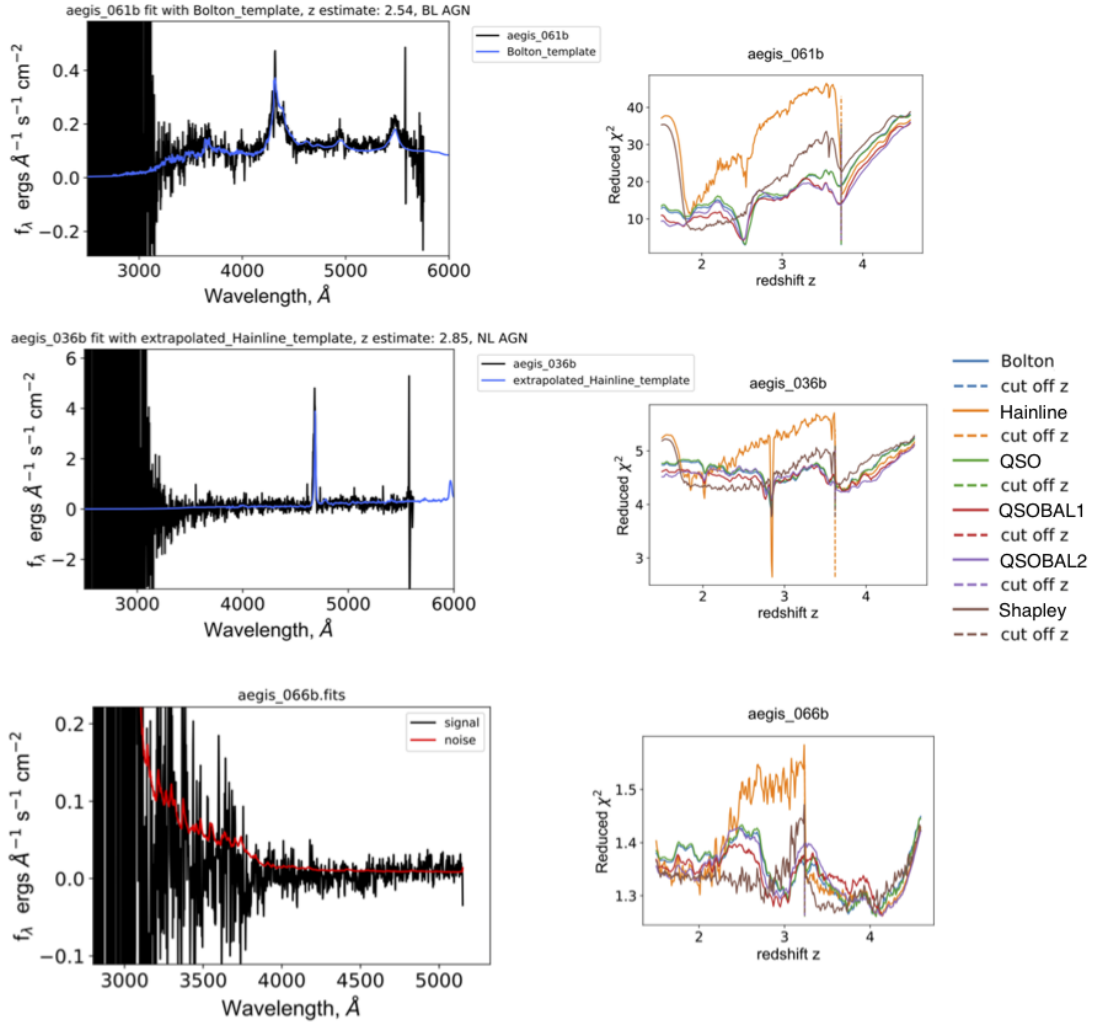 aegis_061b fit with Bolton_template, z estimate: 2.54, BL AGN
aegis_061b
Bolton_template
0.4
0.2
0.0
−0.2
f_λ ergs Å⁻¹ s⁻¹ cm⁻²
3000 4000 5000 6000
Wavelength, Å
aegis_061b
40
30
20
10
Reduced χ²
2 3 4
redshift z
aegis_036b fit with extrapolated_Hainline_template, z estimate: 2.85, NL AGN
aegis_036b
extrapolated_Hainline_template
6
4
2
0
−2
f_λ ergs Å⁻¹ s⁻¹ cm⁻²
3000 4000 5000 6000
Wavelength, Å
aegis_036b
5
4
3
Reduced χ²
2 3 4
redshift z
Bolton
cut off z
Hainline
cut off z
QSO
cut off z
QSOBAL1
cut off z
QSOBAL2
cut off z
Shapley
cut off z
aegis_066b.fits
signal
noise
0.2
0.1
0.0
−0.1
f_λ ergs Å⁻¹ s⁻¹ cm⁻²
3000 3500 4000 4500 5000
Wavelength, Å
aegis_066b
1.5
1.4
1.3
Reduced χ²
2 3 4
redshift z